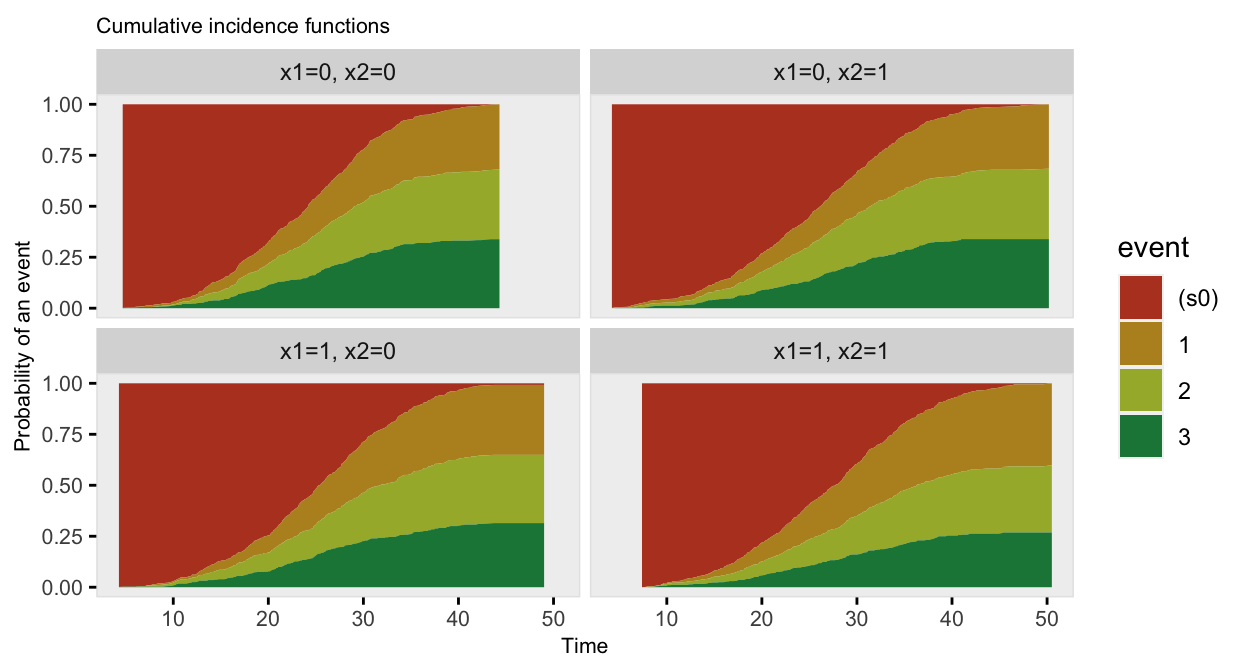 Cumulative incidence functions
x1=0, x2=0
x1=0, x2=1
1.00
0.75
0.50
0.25
0.00
x1=1, x2=0
x1=1, x2=1
1.00
0.75
0.50
0.25
0.00
10 20 30 40 50
10 20 30 40 50
Time
Probability of an event
event
(s0)
1
2
3